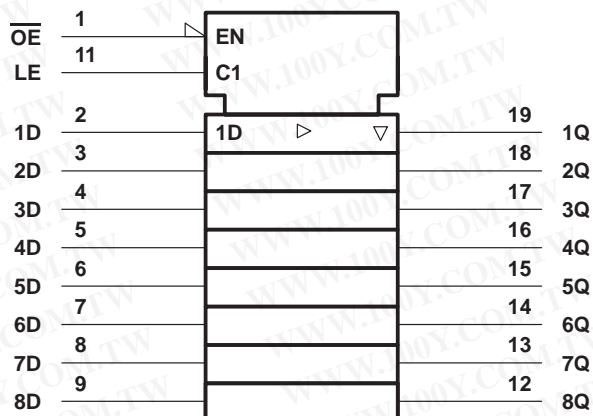 OE 1 EN
LE 11 C1
1D 2 1D 19 1Q
2D 3 18 2Q
3D 4 17 3Q
4D 5 16 4Q
5D 6 15 5Q
6D 7 14 6Q
7D 8 13 7Q
8D 9 12 8Q
WWW.100Y.COM.TW